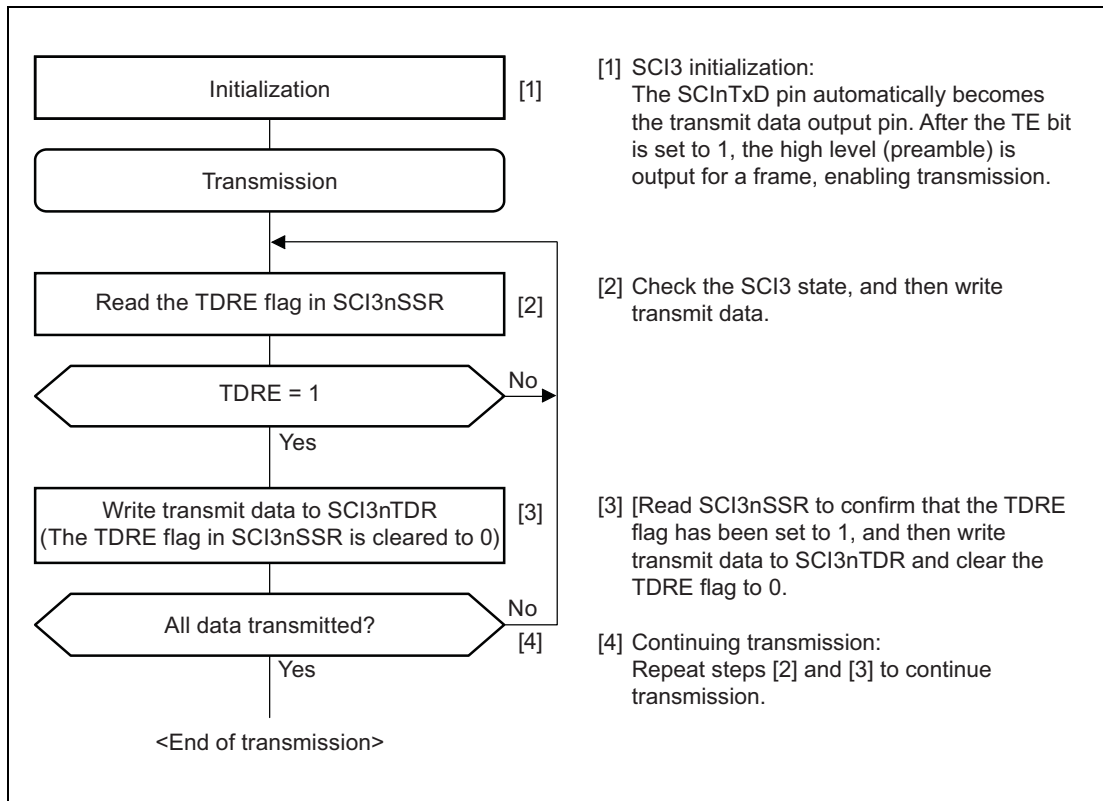 Initialization
[1]
[1] SCI3 initialization:
The SCInTxD pin automatically becomes
the transmit data output pin. After the TE bit
is set to 1, the high level (preamble) is
output for a frame, enabling transmission.
Transmission
Read the TDRE flag in SCI3nSSR
[2]
[2] Check the SCI3 state, and then write
transmit data.
TDRE = 1
No
Yes
Write transmit data to SCI3nTDR
(The TDRE flag in SCI3nSSR is cleared to 0)
[3]
[3] [Read SCI3nSSR to confirm that the TDRE
flag has been set to 1, and then write
transmit data to SCI3nTDR and clear the
TDRE flag to 0.
All data transmitted?
No
[4]
Yes
[4] Continuing transmission:
Repeat steps [2] and [3] to continue
transmission.
<End of transmission>